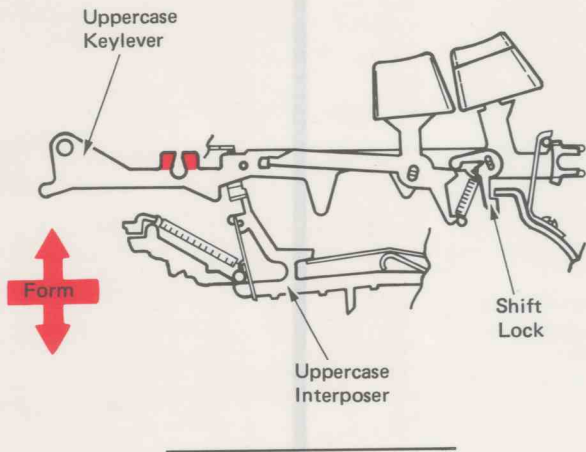 Uppercase
Keylever
Form
Shift
Lock
Uppercase
Interposer